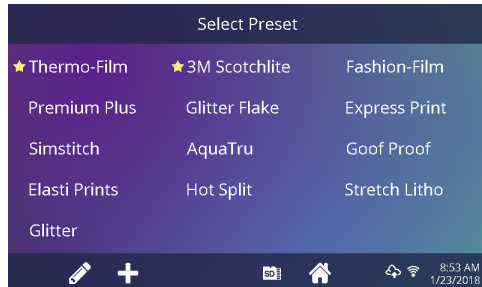 Select Preset
Thermo-Film
3M Scotchlite
Fashion-Film
Premium Plus
Glitter Flake
Express Print
Simstitch
AquaTru
Goof Proof
Elasti Prints
Hot Split
Stretch Litho
Glitter
SD
8:53 AM
1/23/2018